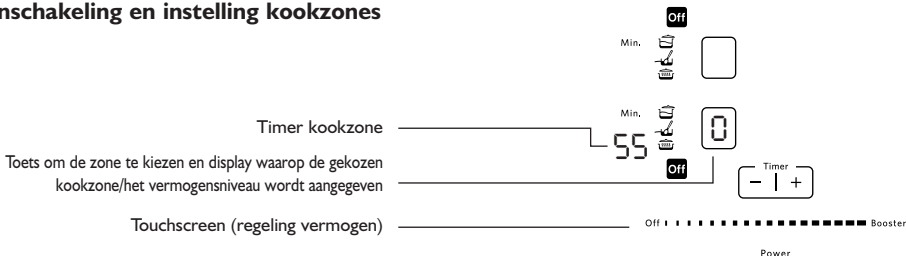 nschakeling en instelling kookzones
Off
Min.
Timer kookzone
Min.
55
0
Off
Toets om de zone te kiezen en display waarop de gekozen
kookzone/het vermogensniveau wordt aangegeven
Timer
− | +
Touchscreen (regeling vermogen)
Off Booster
Power